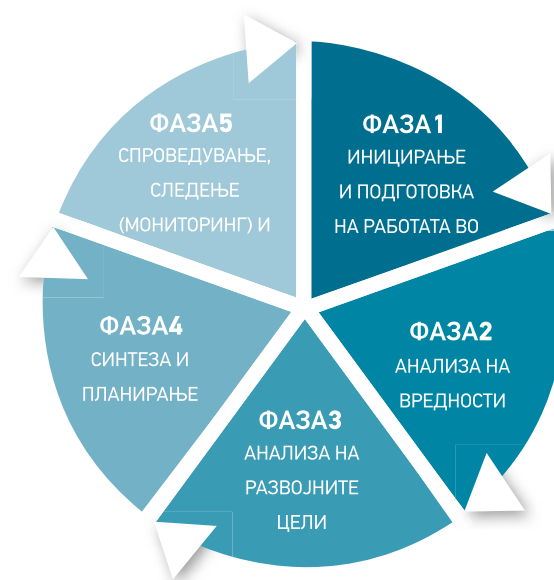 ФАЗА1
ИНИЦИРАЊЕ
И ПОДГОТОВКА
НА РАБОТАТА ВО
ФАЗА2
АНАЛИЗА НА
ВРЕДНОСТИ
ФАЗА3
АНАЛИЗА НА
РАЗВОЈНИТЕ
ЦЕЛИ
ФАЗА4
СИНТЕЗА И
ПЛАНИРАЊЕ
ФАЗА5
СПРОВЕДУВАЊЕ,
СЛЕДЕЊЕ
(МОНИТОРИНГ) И